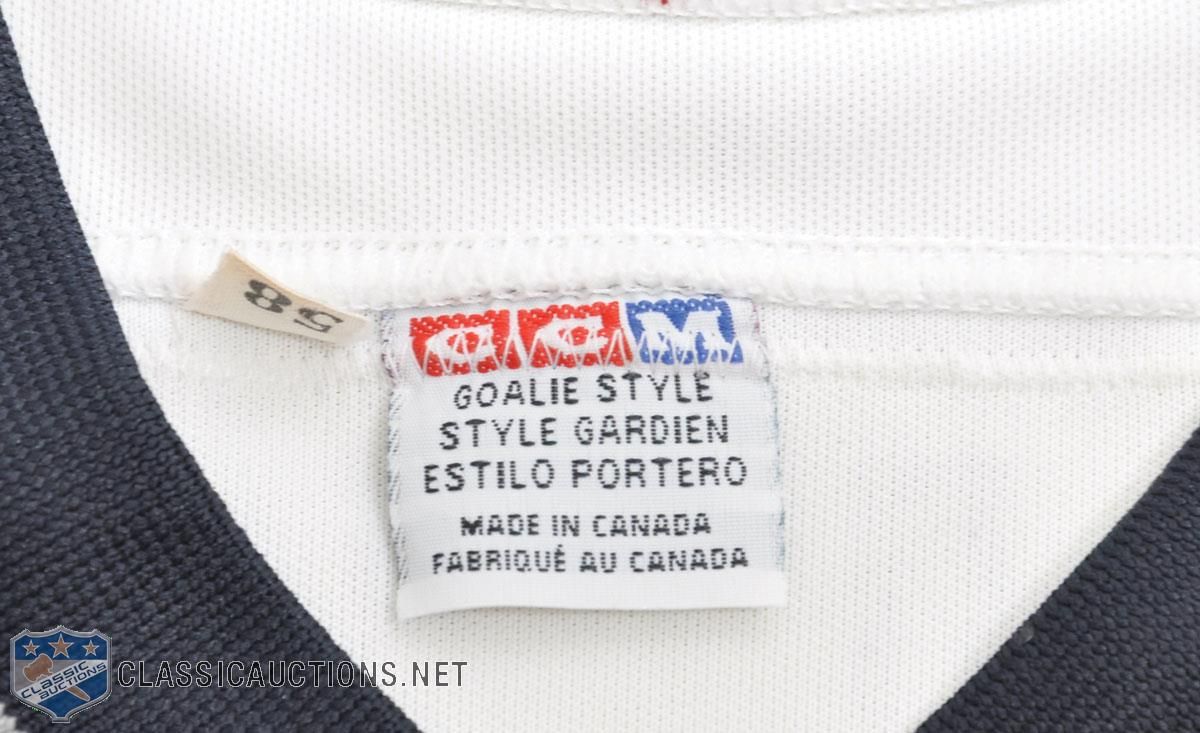 58
CCM
GOALIE STYLE
STYLE GARDIEN
ESTILO PORTERO
MADE IN CANADA
FABRIQUÉ AU CANADA
CLASSIC
AUCTIONS
CLASSICAUCTIONS.NET